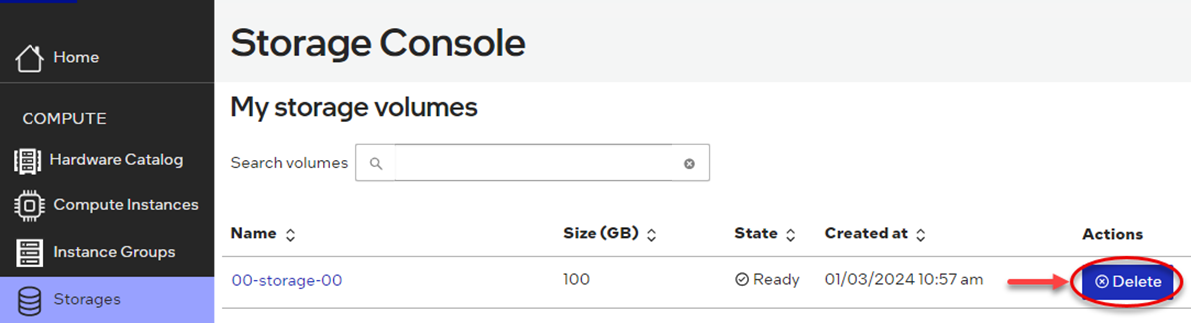 Storage Console
Home
My storage volumes
COMPUTE
Hardware Catalog
Search volumes
Compute Instances
Name Size (GB) State Created at Actions
Instance Groups
00-storage-00 100 Ready 01/03/2024 10:57 am Delete
Storages